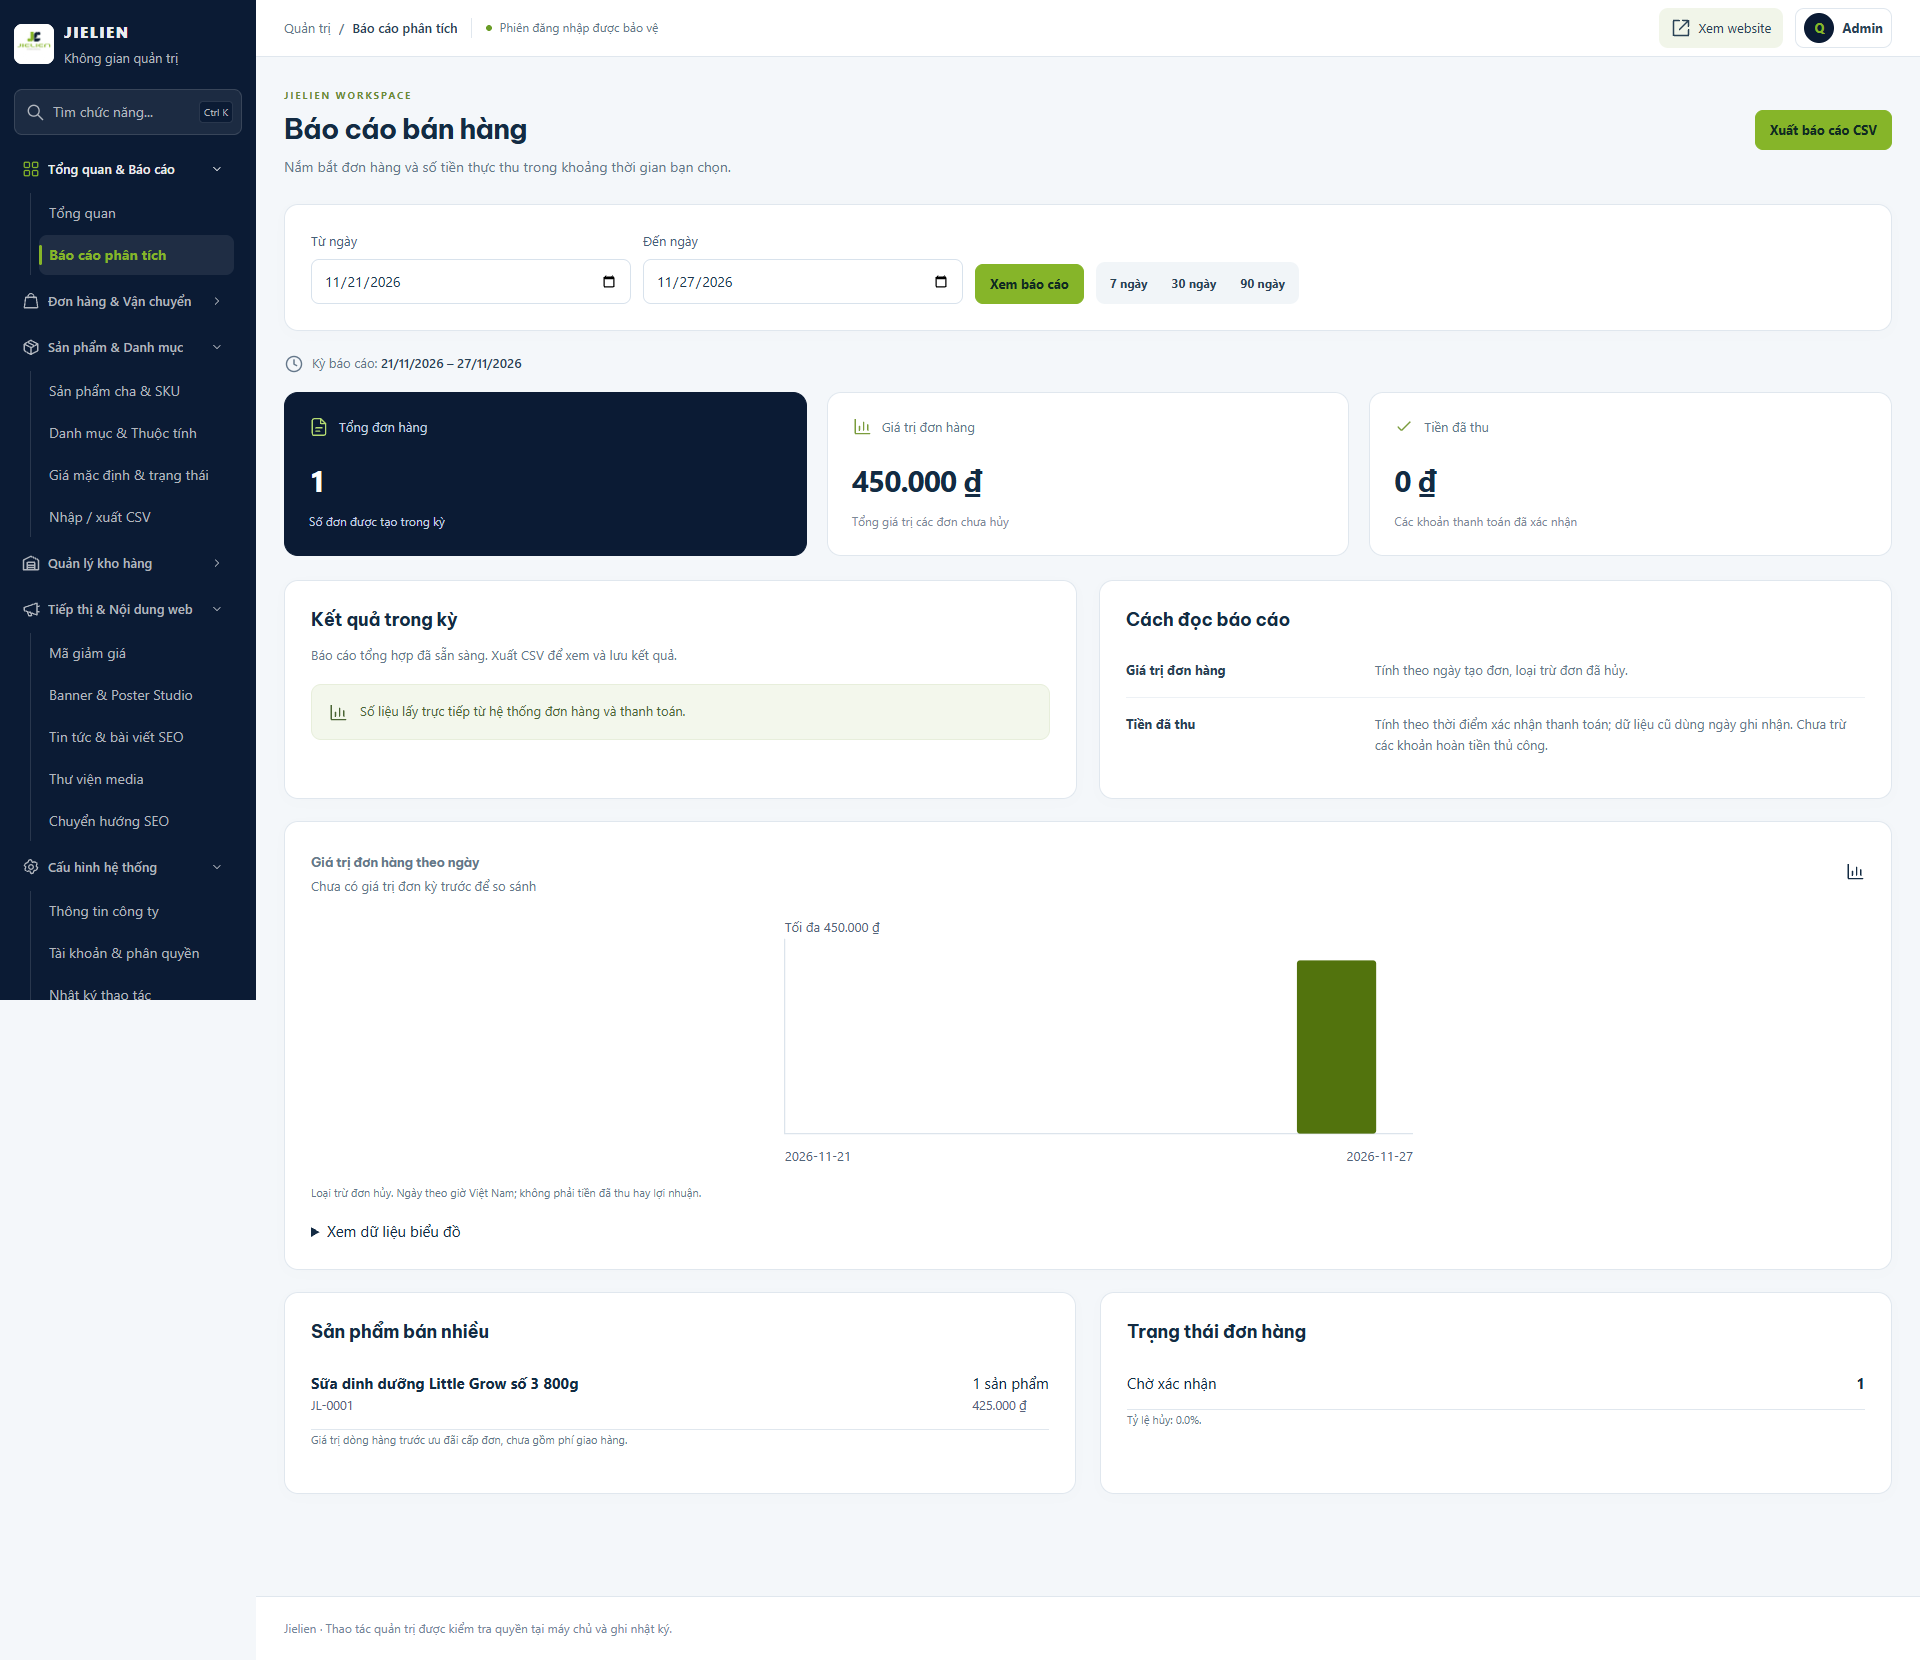 JIELIEN
Không gian quản trị
Tìm chức năng...
Ctrl K
Tổng quan & Báo cáo
Tổng quan
Báo cáo phân tích
Đơn hàng & Vận chuyển
Sản phẩm & Danh mục
Sản phẩm cha & SKU
Danh mục & Thuộc tính
Giá mặc định & trạng thái
Nhập / xuất CSV
Quản lý kho hàng
Tiếp thị & Nội dung web
Mã giảm giá
Banner & Poster Studio
Tin tức & bài viết SEO
Thư viện media
Chuyển hướng SEO
Cấu hình hệ thống
Thông tin công ty
Tài khoản & phân quyền
Nhật ký thao tác
Quản trị / Báo cáo phân tích
Phiên đăng nhập được bảo vệ
Xem website
Q
Admin
JIELIEN WORKSPACE
Báo cáo bán hàng
Nắm bắt đơn hàng và số tiền thực thu trong khoảng thời gian bạn chọn.
Xuất báo cáo CSV
Từ ngày
11/21/2026
Đến ngày
11/27/2026
Xem báo cáo
7 ngày
30 ngày
90 ngày
Kỳ báo cáo: 21/11/2026 – 27/11/2026
Tổng đơn hàng
1
Số đơn được tạo trong kỳ
Giá trị đơn hàng
450.000 ₫
Tổng giá trị các đơn chưa hủy
Tiền đã thu
0 ₫
Các khoản thanh toán đã xác nhận
Kết quả trong kỳ
Báo cáo tổng hợp đã sẵn sàng. Xuất CSV để xem và lưu kết quả.
Số liệu lấy trực tiếp từ hệ thống đơn hàng và thanh toán.
Cách đọc báo cáo
Giá trị đơn hàng
Tính theo ngày tạo đơn, loại trừ đơn đã hủy.
Tiền đã thu
Tính theo thời điểm xác nhận thanh toán; dữ liệu cũ dùng ngày ghi nhận. Chưa trừ
các khoản hoàn tiền thủ công.
Giá trị đơn hàng theo ngày
Chưa có giá trị đơn kỳ trước để so sánh
Tối đa 450.000 ₫
2026-11-21
2026-11-27
Loại trừ đơn hủy. Ngày theo giờ Việt Nam; không phải tiền đã thu hay lợi nhuận.
Xem dữ liệu biểu đồ
Sản phẩm bán nhiều
Sữa dinh dưỡng Little Grow số 3 800g
1 sản phẩm
JL-0001
425.000 ₫
Giá trị dòng hàng trước ưu đãi cấp đơn, chưa gồm phí giao hàng.
Trạng thái đơn hàng
Chờ xác nhận
1
Tỷ lệ hủy: 0.0%.
Jielien · Thao tác quản trị được kiểm tra quyền tại máy chủ và ghi nhật ký.